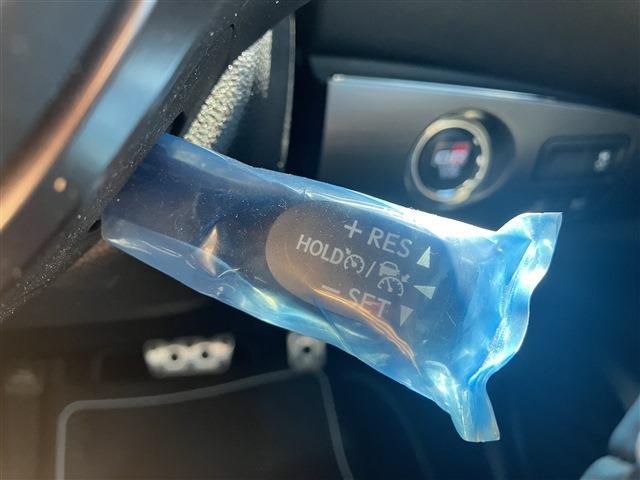 + RES
HOLD /
− SET